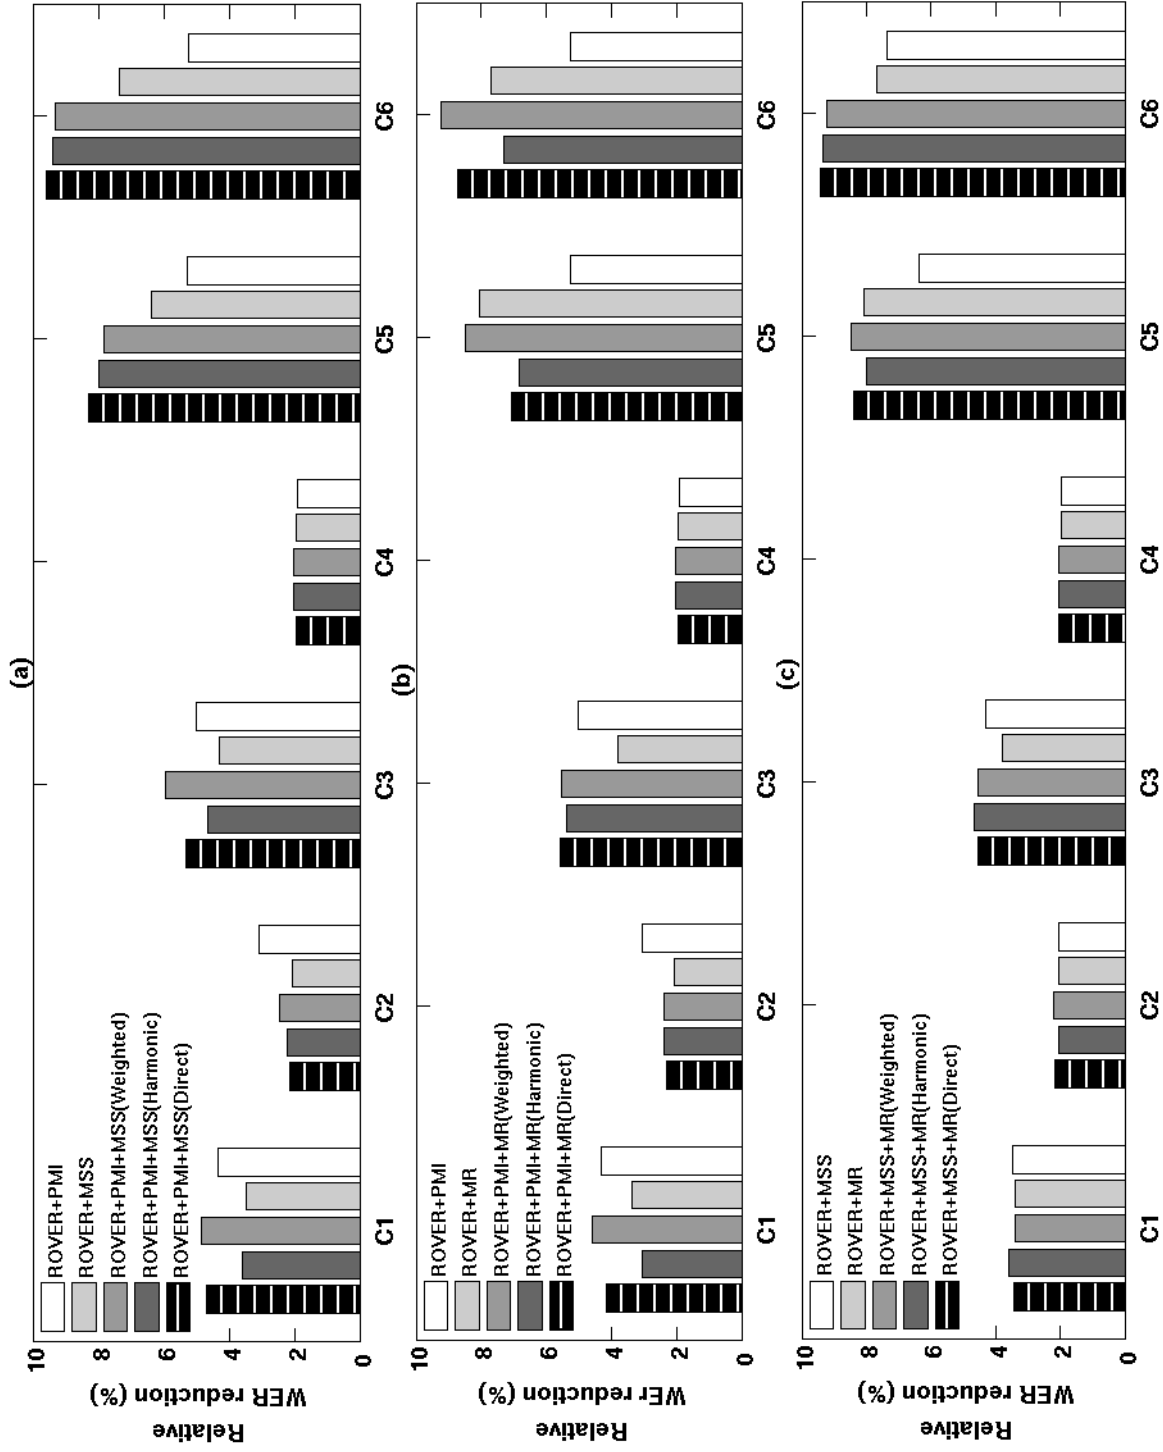 (a)
Relative
WER reduction (%)
10
8
6
4
2
0
ROVER+PMI
ROVER+MSS
ROVER+PMI+MSS(Weighted)
ROVER+PMI+MSS(Harmonic)
ROVER+PMI+MSS(Direct)
C1 C2 C3 C4 C5 C6
(b)
Relative
WEr reduction (%)
10
8
6
4
2
0
ROVER+PMI
ROVER+MR
ROVER+PMI+MR(Weighted)
ROVER+PMI+MR(Harmonic)
ROVER+PMI+MR(Direct)
C1 C2 C3 C4 C5 C6
(c)
Relative
WER reduction (%)
10
8
6
4
2
0
ROVER+MSS
ROVER+MR
ROVER+MSS+MR(Weighted)
ROVER+MSS+MR(Harmonic)
ROVER+MSS+MR(Direct)
C1 C2 C3 C4 C5 C6